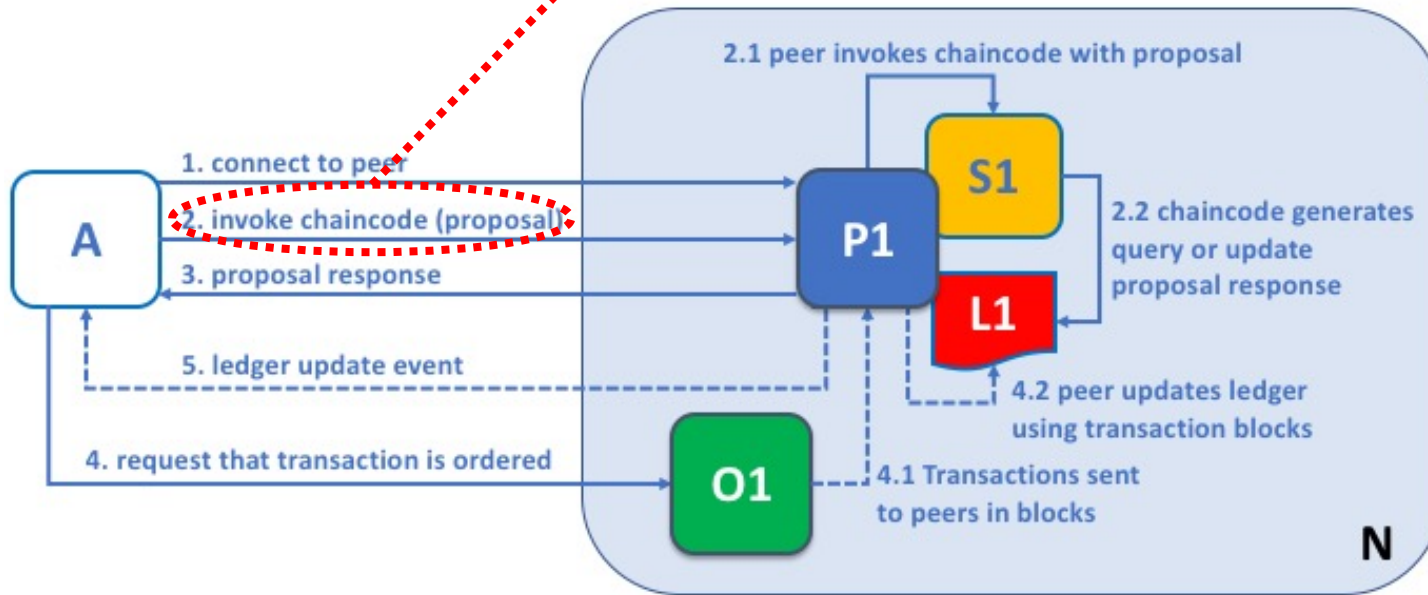 2.1 peer invokes chaincode with proposal
1. connect to peer
S1
2. invoke chaincode (proposal)
A
P1
2.2 chaincode generates
query or update
proposal response
3. proposal response
L1
5. ledger update event
4.2 peer updates ledger
using transaction blocks
4. request that transaction is ordered
O1
4.1 Transactions sent
to peers in blocks
N